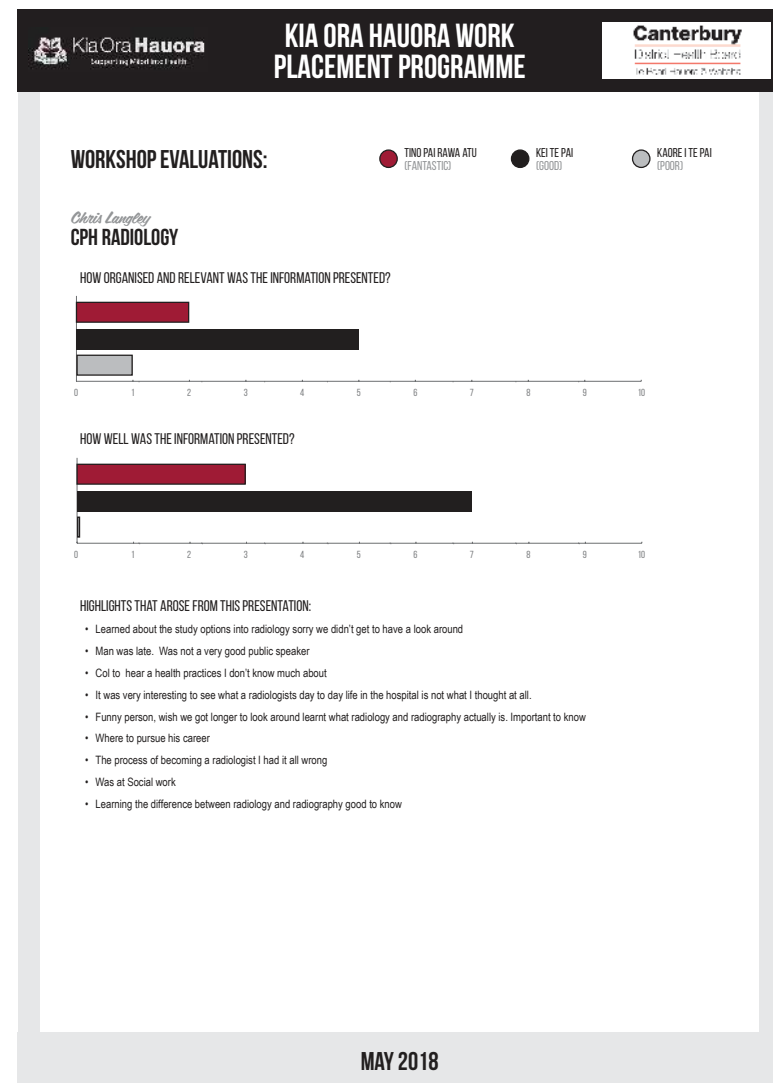 Kia Ora Hauora
Supporting Māori into Health
KIA ORA HAUORA WORK
PLACEMENT PROGRAMME
Canterbury
District Health Board
Te Poari Hauora ō Waitaha
WORKSHOP EVALUATIONS:
TINO PAI RAWA ATU
(FANTASTIC)
KEI TE PAI
(GOOD)
KAORE I TE PAI
(POOR)
Chris Langley
CPH RADIOLOGY
HOW ORGANISED AND RELEVANT WAS THE INFORMATION PRESENTED?
0 1 2 3 4 5 6 7 8 9 10
HOW WELL WAS THE INFORMATION PRESENTED?
0 1 2 3 4 5 6 7 8 9 10
HIGHLIGHTS THAT AROSE FROM THIS PRESENTATION:
• Learned about the study options into radiology sorry we didn't get to have a look around
• Man was late. Was not a very good public speaker
• Col to hear a health practices I don't know much about
• It was very interesting to see what a radiologists day to day life in the hospital is not what I thought at all.
• Funny person, wish we got longer to look around learnt what radiology and radiography actually is. Important to know
• Where to pursue his career
• The process of becoming a radiologist I had it all wrong
• Was at Social work
• Learning the difference between radiology and radiography good to know
MAY 2018